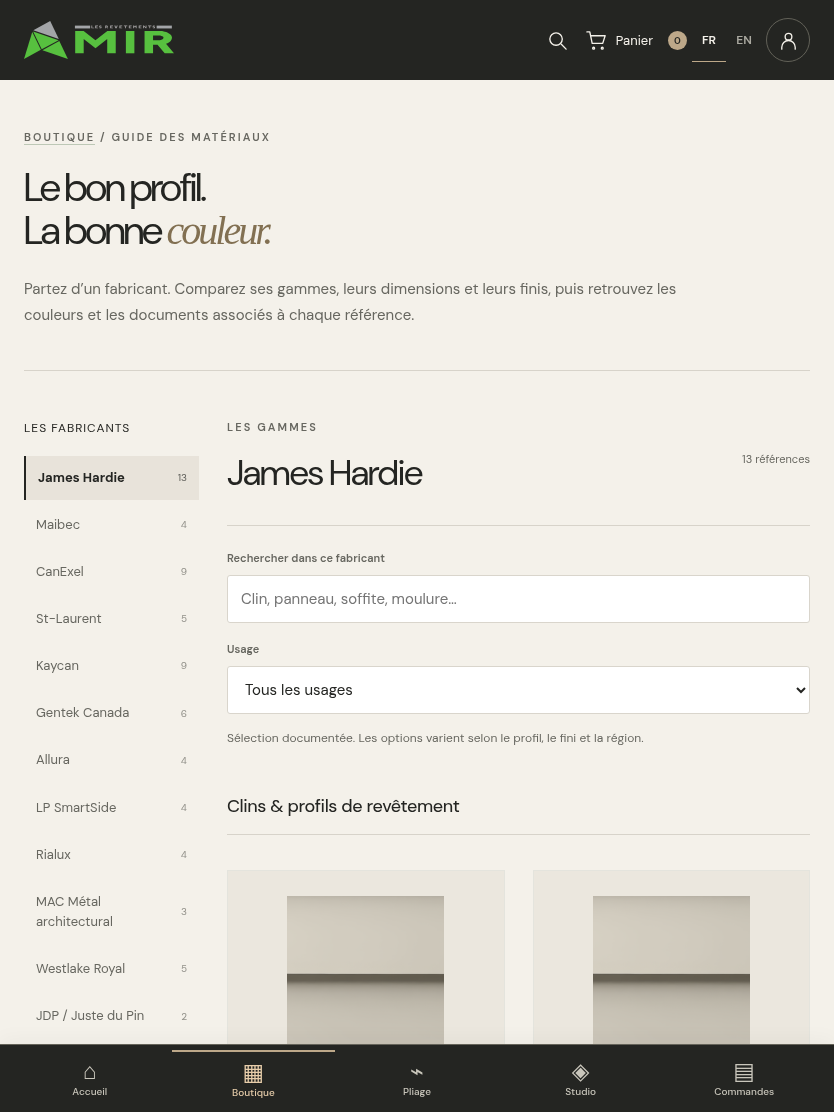 LES REVÊTEMENTS
MIR
Panier
0
FR
EN
BOUTIQUE / GUIDE DES MATÉRIAUX
Le bon profil.
La bonne couleur.
Partez d’un fabricant. Comparez ses gammes, leurs dimensions et leurs finis, puis retrouvez les
couleurs et les documents associés à chaque référence.
LES FABRICANTS
James Hardie 13
Maibec 4
CanExel 9
St-Laurent 5
Kaycan 9
Gentek Canada 6
Allura 4
LP SmartSide 4
Rialux 4
MAC Métal
architectural 3
Westlake Royal 5
JDP / Juste du Pin 2
LES GAMMES
James Hardie
13 références
Rechercher dans ce fabricant
Clin, panneau, soffite, moulure…
Usage
Tous les usages
Sélection documentée. Les options varient selon le profil, le fini et la région.
Clins & profils de revêtement
Accueil
Boutique
Pliage
Studio
Commandes